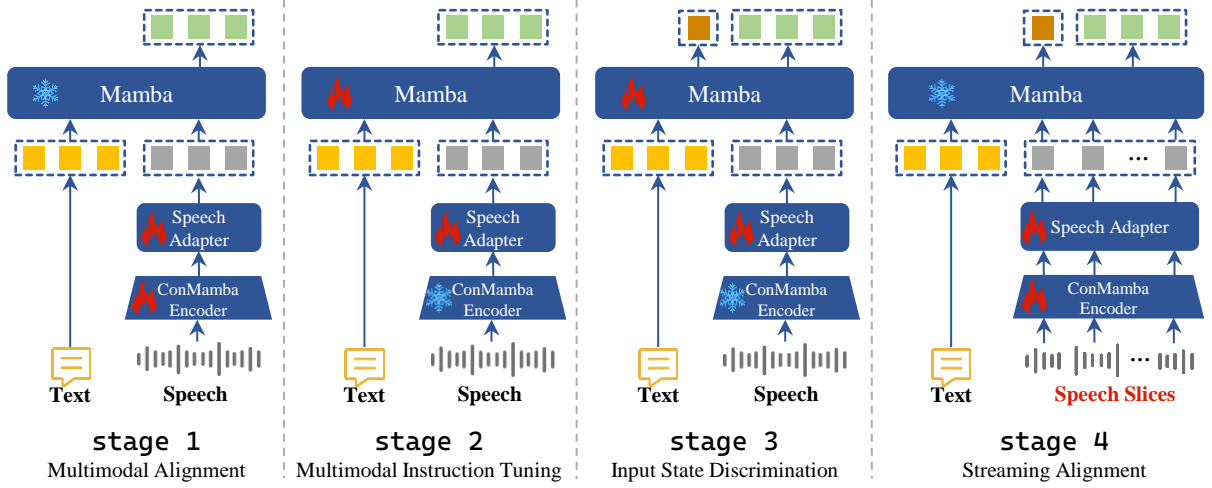 Mamba
Speech
Adapter
ConMamba
Encoder
Text
Speech
stage 1
Multimodal Alignment
Mamba
Speech
Adapter
ConMamba
Encoder
Text
Speech
stage 2
Multimodal Instruction Tuning
Mamba
Speech
Adapter
ConMamba
Encoder
Text
Speech
stage 3
Input State Discrimination
Mamba
...
Speech Adapter
ConMamba
Encoder
...
Text
Speech Slices
stage 4
Streaming Alignment